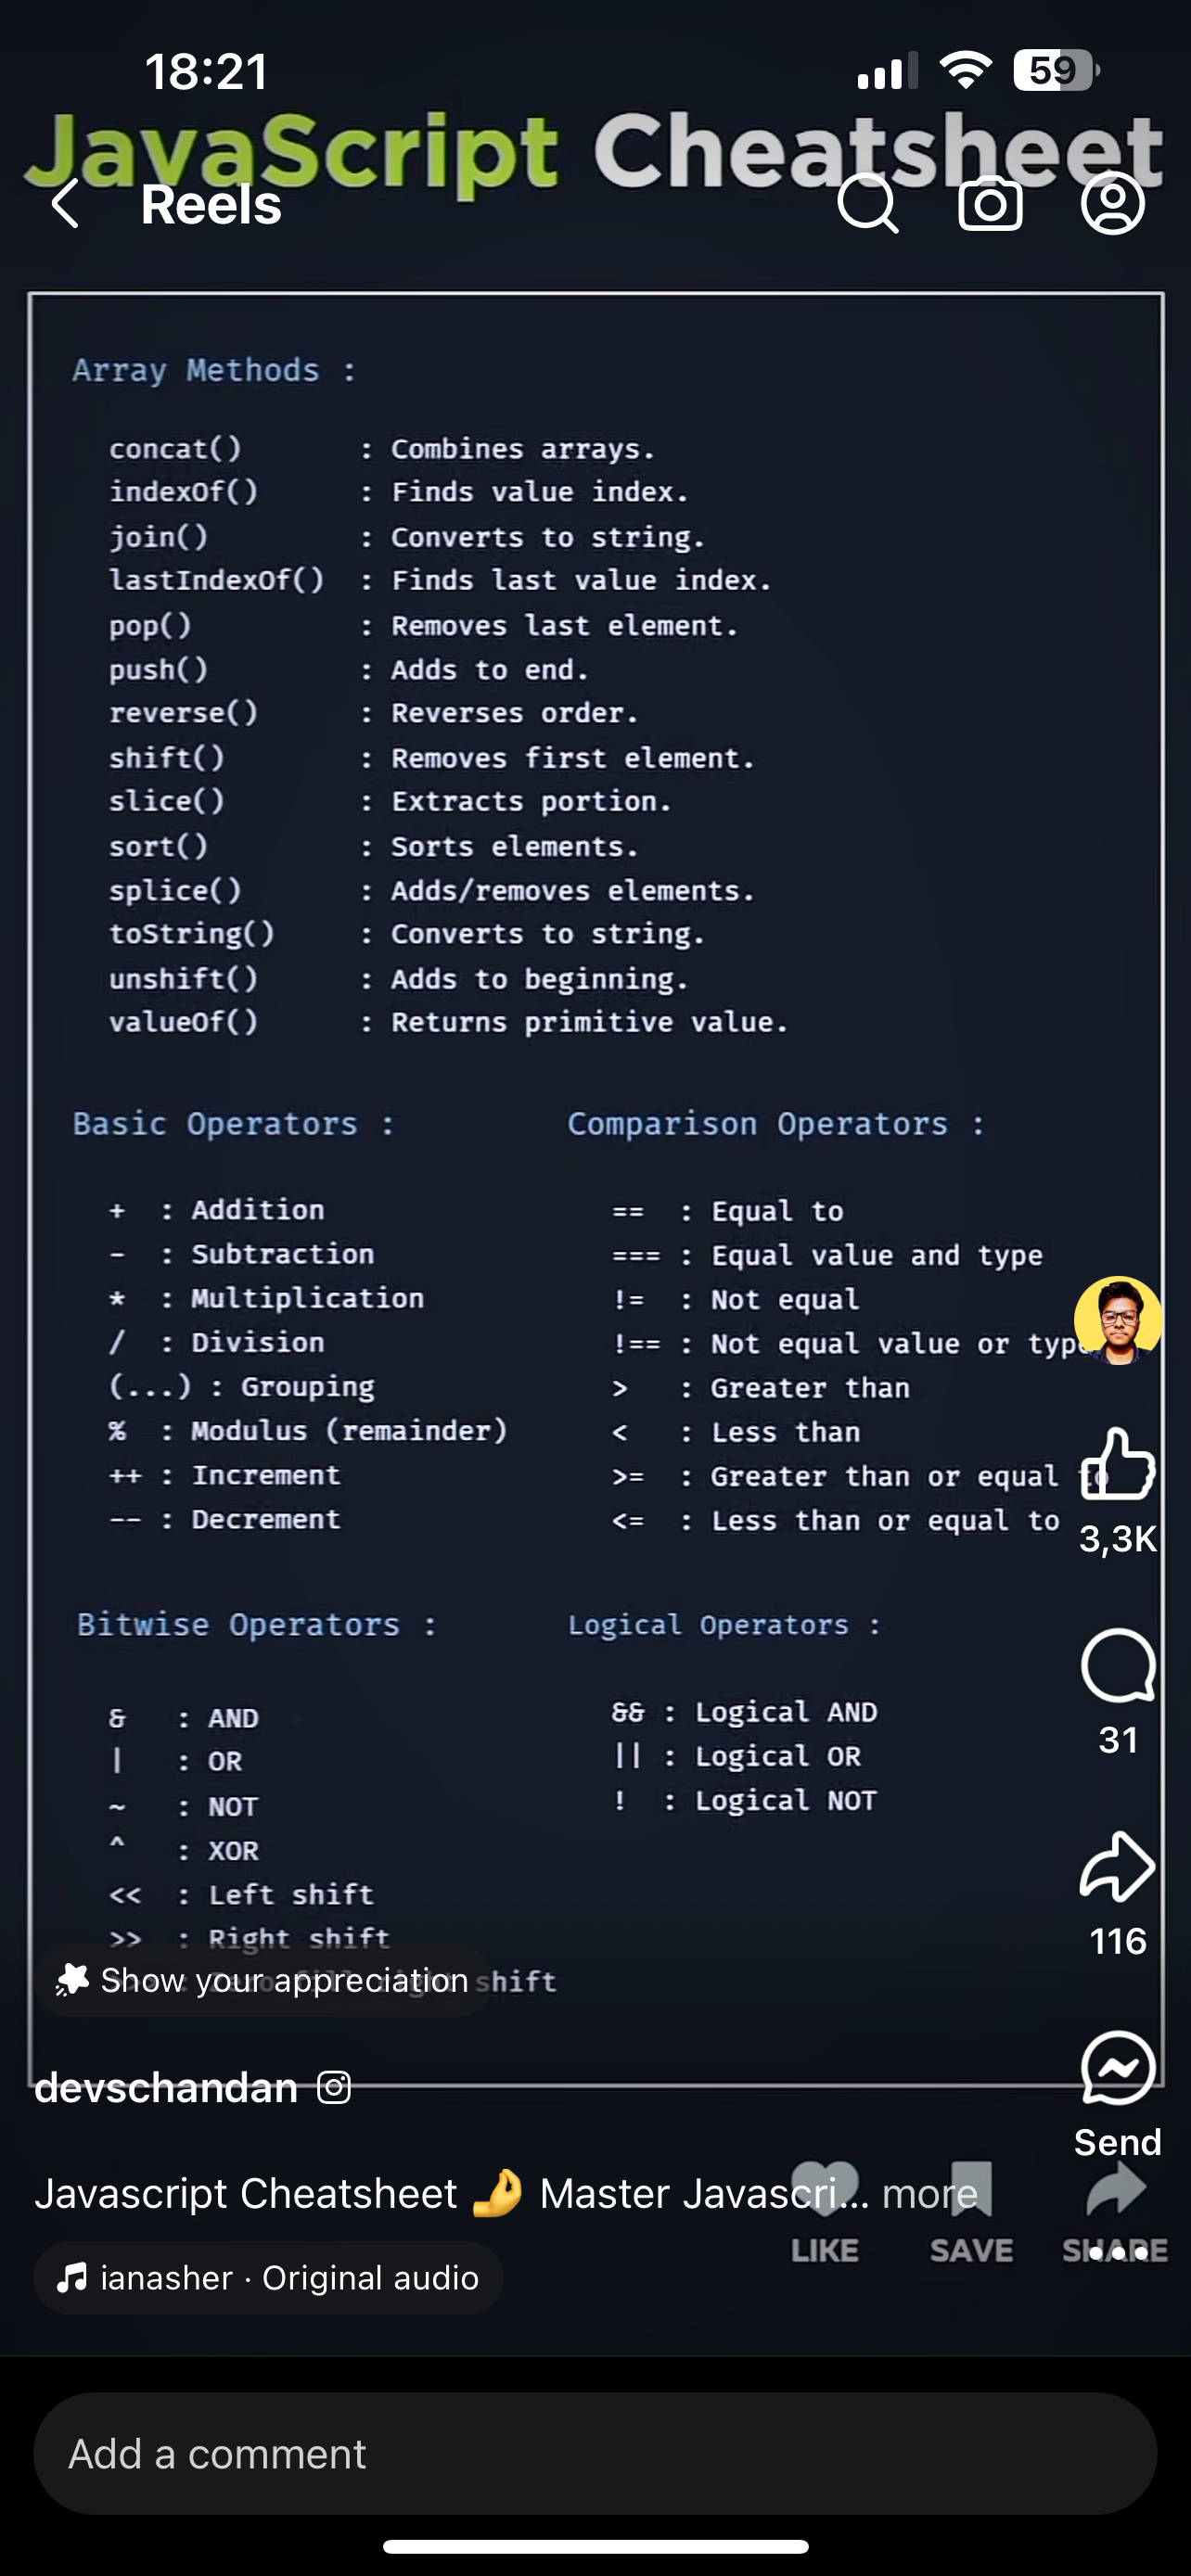 18:21
59
JavaScript Cheatsheet
Reels
Array Methods :
concat() : Combines arrays.
indexOf() : Finds value index.
join() : Converts to string.
lastIndexOf() : Finds last value index.
pop() : Removes last element.
push() : Adds to end.
reverse() : Reverses order.
shift() : Removes first element.
slice() : Extracts portion.
sort() : Sorts elements.
splice() : Adds/removes elements.
toString() : Converts to string.
unshift() : Adds to beginning.
valueOf() : Returns primitive value.
Basic Operators :
+ : Addition
- : Subtraction
* : Multiplication
/ : Division
(...) : Grouping
% : Modulus (remainder)
++ : Increment
-- : Decrement
Comparison Operators :
== : Equal to
=== : Equal value and type
!= : Not equal
!== : Not equal value or type
> : Greater than
< : Less than
>= : Greater than or equal to
<= : Less than or equal to
Bitwise Operators :
& : AND
| : OR
~ : NOT
^ : XOR
<< : Left shift
>> : Right shift
: Zero fill right shift
Logical Operators :
&& : Logical AND
|| : Logical OR
! : Logical NOT
3,3K
31
116
Send
Show your appreciation
devschandan
Javascript Cheatsheet 🤌 Master Javascri... more
LIKE SAVE SHARE
ianasher · Original audio
Add a comment